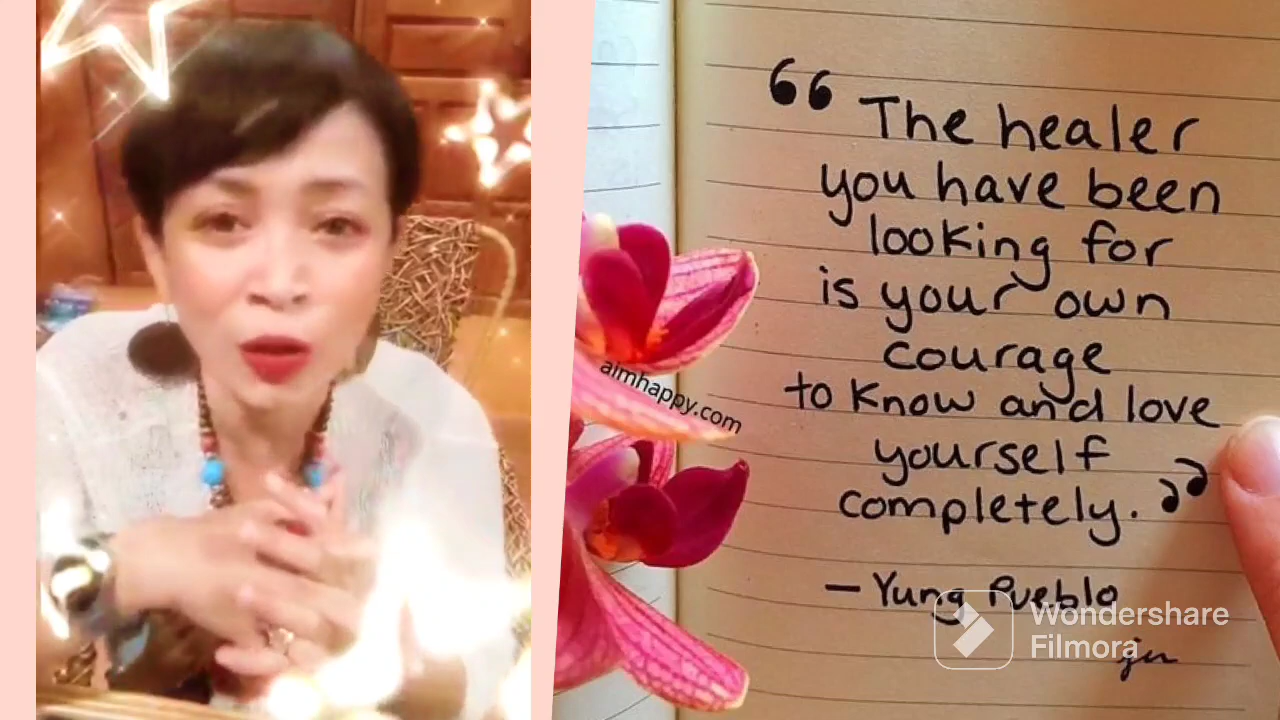 “ The healer
you have been
looking for
is your own
courage
to know and love
yourself
completely. ”
— Yung Pueblo
aimhappy.com
Wondershare
Filmora